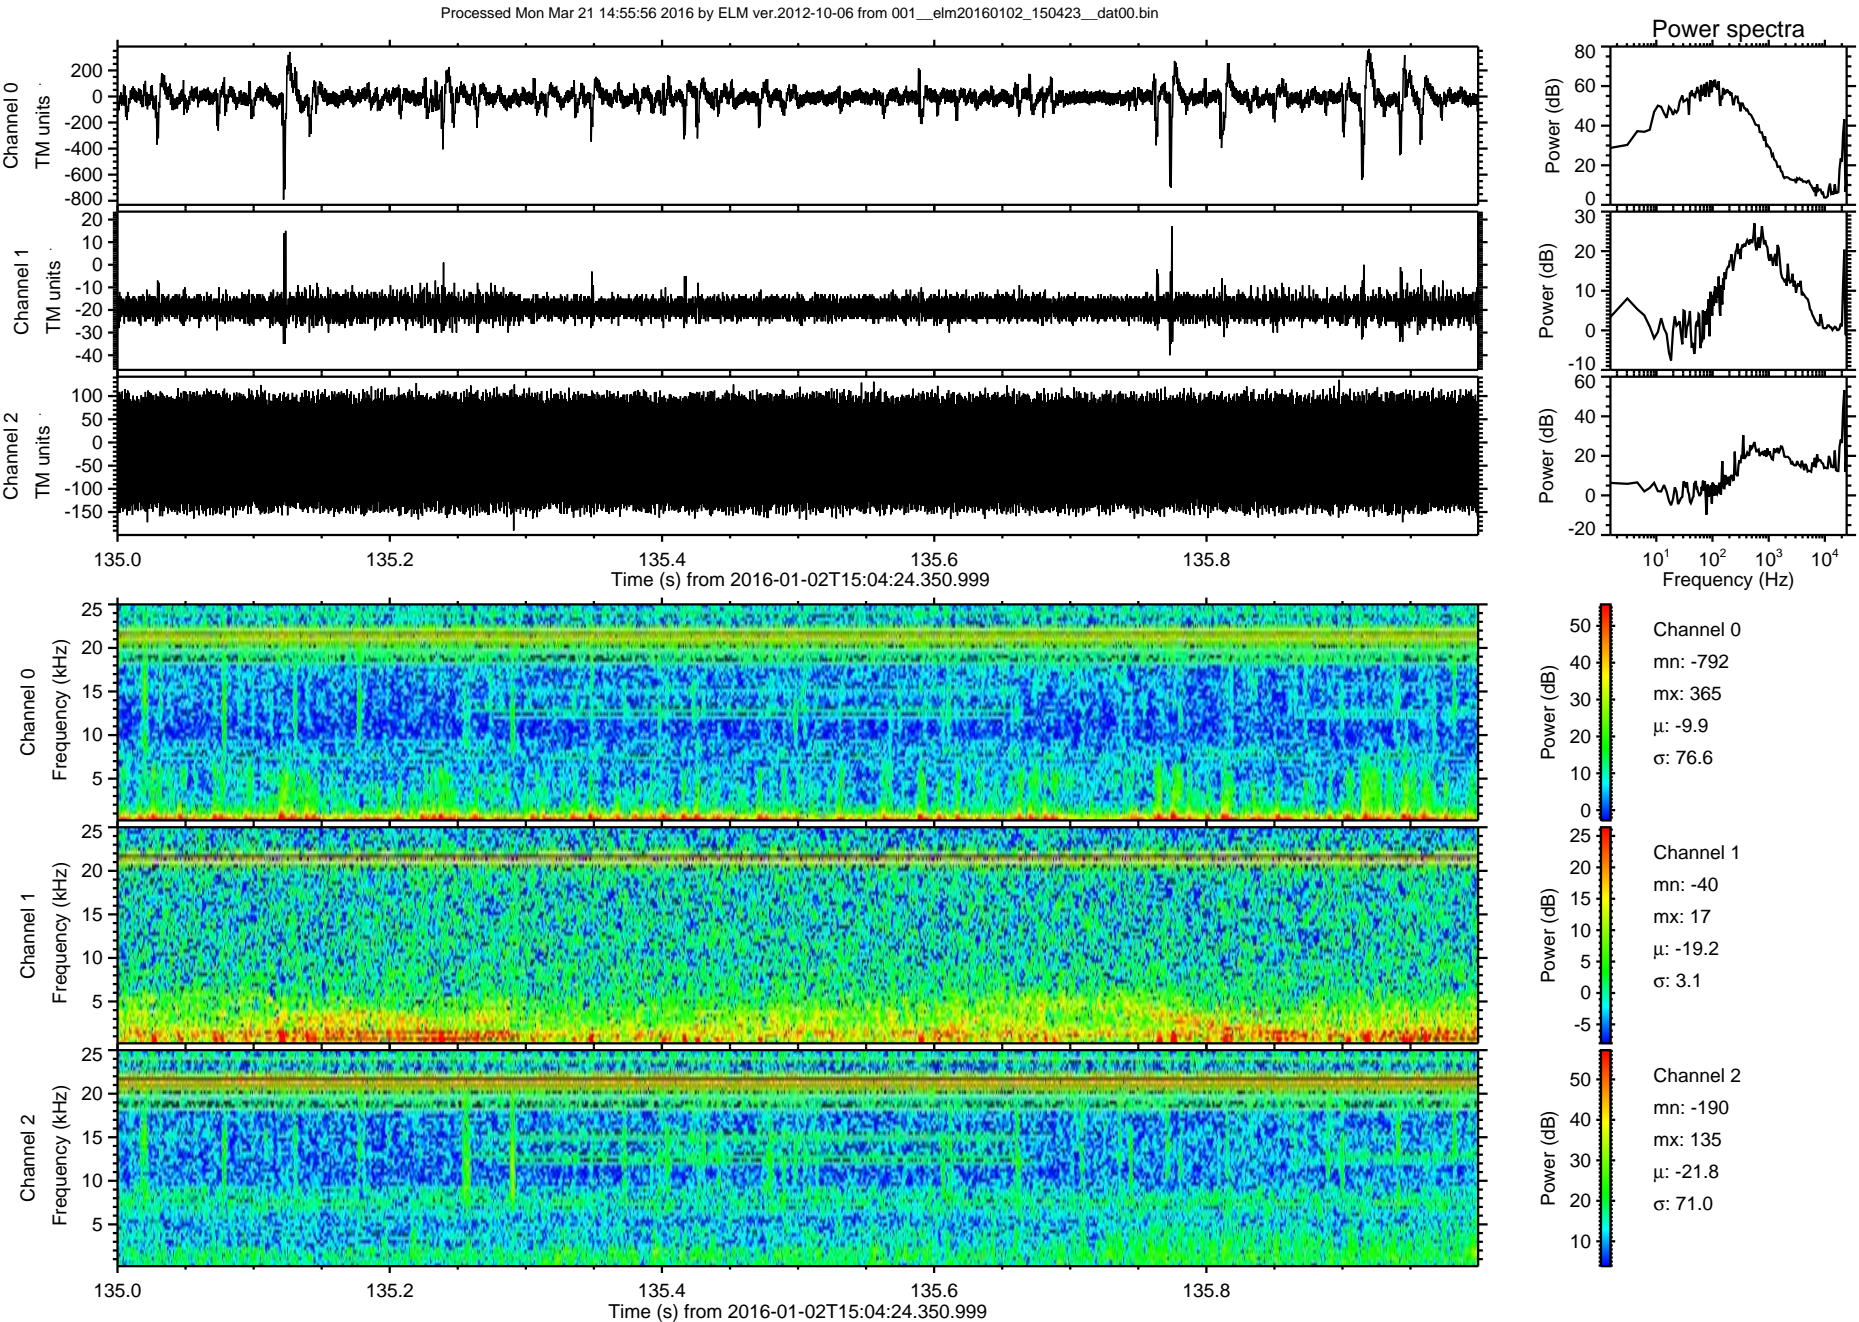 Processed Mon Mar 21 14:55:56 2016 by ELM ver.2012-10-06 from 001__elm20160102_150423__dat00.bin
Power spectra
Channel 0
TM units
200
0
-200
-400
-600
-800
Power (dB)
80
60
40
20
0
Channel 1
TM units
20
10
0
-10
-20
-30
-40
Power (dB)
30
20
10
0
-10
Channel 2
TM units
100
50
0
-50
-100
-150
Power (dB)
60
40
20
0
-20
135.0 135.2 135.4 135.6 135.8
Time (s) from 2016-01-02T15:04:24.350.999
10^1 10^2 10^3 10^4
Frequency (Hz)
Channel 0
Frequency (kHz)
25
20
15
10
5
Power (dB)
50
40
30
20
10
0
Channel 0
mn: -792
mx: 365
μ: -9.9
σ: 76.6
Channel 1
Frequency (kHz)
25
20
15
10
5
Power (dB)
25
20
15
10
5
0
-5
Channel 1
mn: -40
mx: 17
μ: -19.2
σ: 3.1
Channel 2
Frequency (kHz)
25
20
15
10
5
Power (dB)
50
40
30
20
10
Channel 2
mn: -190
mx: 135
μ: -21.8
σ: 71.0
135.0 135.2 135.4 135.6 135.8
Time (s) from 2016-01-02T15:04:24.350.999